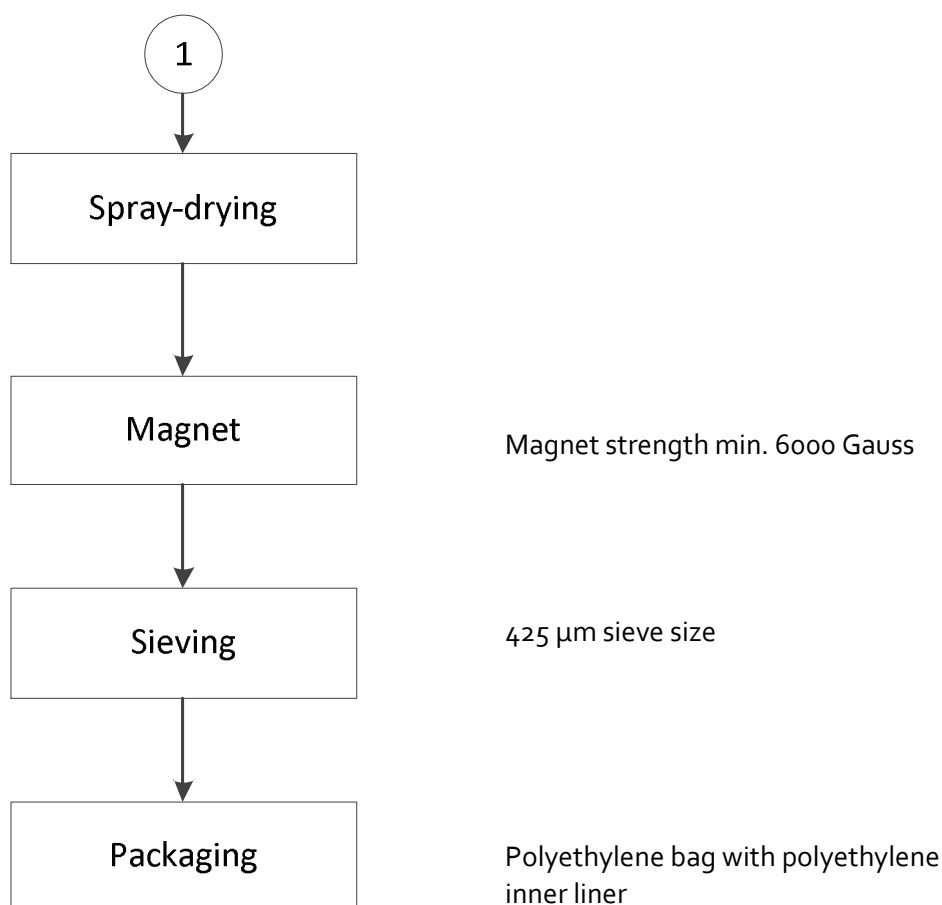 1
Spray-drying
Magnet
Magnet strength min. 6000 Gauss
Sieving
425 µm sieve size
Packaging
Polyethylene bag with polyethylene
inner liner